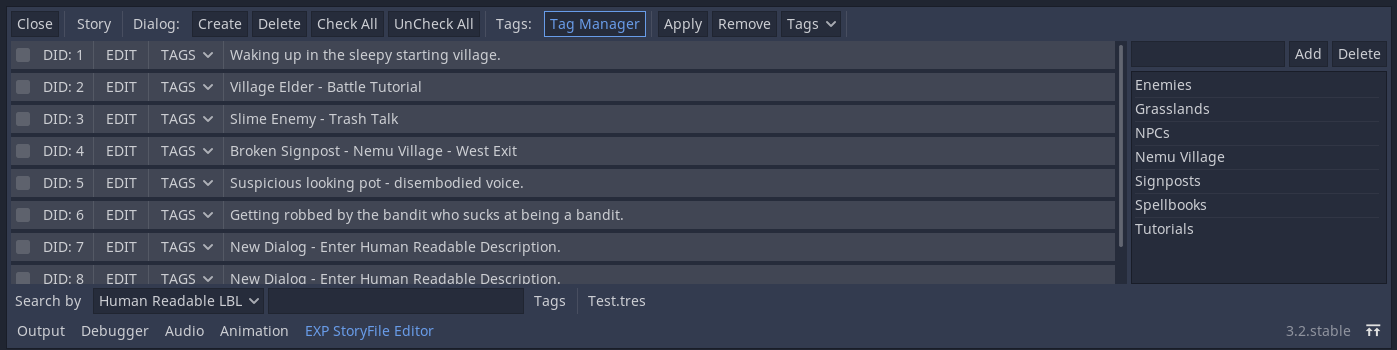 Close Story Dialog: Create Delete Check All UnCheck All Tags: Tag Manager Apply Remove Tags
DID: 1 EDIT TAGS Waking up in the sleepy starting village.
DID: 2 EDIT TAGS Village Elder - Battle Tutorial
DID: 3 EDIT TAGS Slime Enemy - Trash Talk
DID: 4 EDIT TAGS Broken Signpost - Nemu Village - West Exit
DID: 5 EDIT TAGS Suspicious looking pot - disembodied voice.
DID: 6 EDIT TAGS Getting robbed by the bandit who sucks at being a bandit.
DID: 7 EDIT TAGS New Dialog - Enter Human Readable Description.
DID: 8 EDIT TAGS New Dialog - Enter Human Readable Description.
Add Delete
Enemies
Grasslands
NPCs
Nemu Village
Signposts
Spellbooks
Tutorials
Search by Human Readable LBL Tags Test.tres
Output Debugger Audio Animation EXP StoryFile Editor 3.2.stable